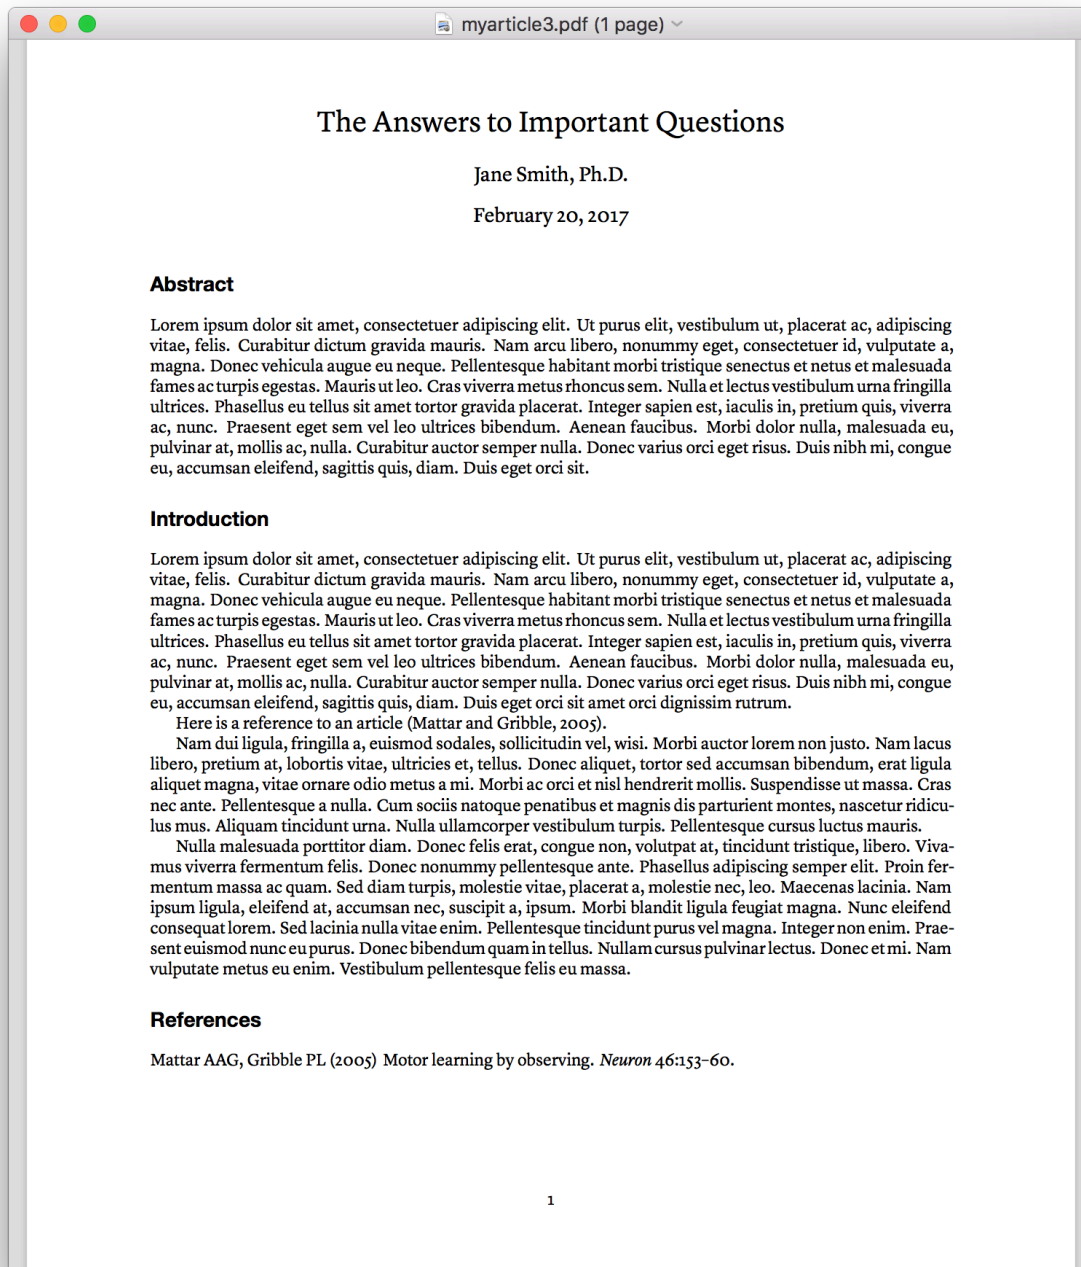 myarticle3.pdf (1 page)
The Answers to Important Questions
Jane Smith, Ph.D.
February 20, 2017
Abstract
Lorem ipsum dolor sit amet, consectetuer adipiscing elit. Ut purus elit, vestibulum ut, placerat ac, adipiscing
vitae, felis. Curabitur dictum gravida mauris. Nam arcu libero, nonummy eget, consectetuer id, vulputate a,
magna. Donec vehicula augue eu neque. Pellentesque habitant morbi tristique senectus et netus et malesuada
fames ac turpis egestas. Mauris ut leo. Cras viverra metus rhoncus sem. Nulla et lectus vestibulum urna fringilla
ultrices. Phasellus eu tellus sit amet tortor gravida placerat. Integer sapien est, iaculis in, pretium quis, viverra
ac, nunc. Praesent eget sem vel leo ultrices bibendum. Aenean faucibus. Morbi dolor nulla, malesuada eu,
pulvinar at, mollis ac, nulla. Curabitur auctor semper nulla. Donec varius orci eget risus. Duis nibh mi, congue
eu, accumsan eleifend, sagittis quis, diam. Duis eget orci sit.
Introduction
Lorem ipsum dolor sit amet, consectetuer adipiscing elit. Ut purus elit, vestibulum ut, placerat ac, adipiscing
vitae, felis. Curabitur dictum gravida mauris. Nam arcu libero, nonummy eget, consectetuer id, vulputate a,
magna. Donec vehicula augue eu neque. Pellentesque habitant morbi tristique senectus et netus et malesuada
fames ac turpis egestas. Mauris ut leo. Cras viverra metus rhoncus sem. Nulla et lectus vestibulum urna fringilla
ultrices. Phasellus eu tellus sit amet tortor gravida placerat. Integer sapien est, iaculis in, pretium quis, viverra
ac, nunc. Praesent eget sem vel leo ultrices bibendum. Aenean faucibus. Morbi dolor nulla, malesuada eu,
pulvinar at, mollis ac, nulla. Curabitur auctor semper nulla. Donec varius orci eget risus. Duis nibh mi, congue
eu, accumsan eleifend, sagittis quis, diam. Duis eget orci sit amet orci dignissim rutrum.
Here is a reference to an article (Mattar and Gribble, 2005).
Nam dui ligula, fringilla a, euismod sodales, sollicitudin vel, wisi. Morbi auctor lorem non justo. Nam lacus
libero, pretium at, lobortis vitae, ultricies et, tellus. Donec aliquet, tortor sed accumsan bibendum, erat ligula
aliquet magna, vitae ornare odio metus a mi. Morbi ac orci et nisl hendrerit mollis. Suspendisse ut massa. Cras
nec ante. Pellentesque a nulla. Cum sociis natoque penatibus et magnis dis parturient montes, nascetur ridicu-
lus mus. Aliquam tincidunt urna. Nulla ullamcorper vestibulum turpis. Pellentesque cursus luctus mauris.
Nulla malesuada porttitor diam. Donec felis erat, congue non, volutpat at, tincidunt tristique, libero. Viva-
mus viverra fermentum felis. Donec nonummy pellentesque ante. Phasellus adipiscing semper elit. Proin fer-
mentum massa ac quam. Sed diam turpis, molestie vitae, placerat a, molestie nec, leo. Maecenas lacinia. Nam
ipsum ligula, eleifend at, accumsan nec, suscipit a, ipsum. Morbi blandit ligula feugiat magna. Nunc eleifend
consequat lorem. Sed lacinia nulla vitae enim. Pellentesque tincidunt purus vel magna. Integer non enim. Prae-
sent euismod nunc eu purus. Donec bibendum quam in tellus. Nullam cursus pulvinar lectus. Donec et mi. Nam
vulputate metus eu enim. Vestibulum pellentesque felis eu massa.
References
Mattar AAG, Gribble PL (2005) Motor learning by observing. Neuron 46:153–60.
1